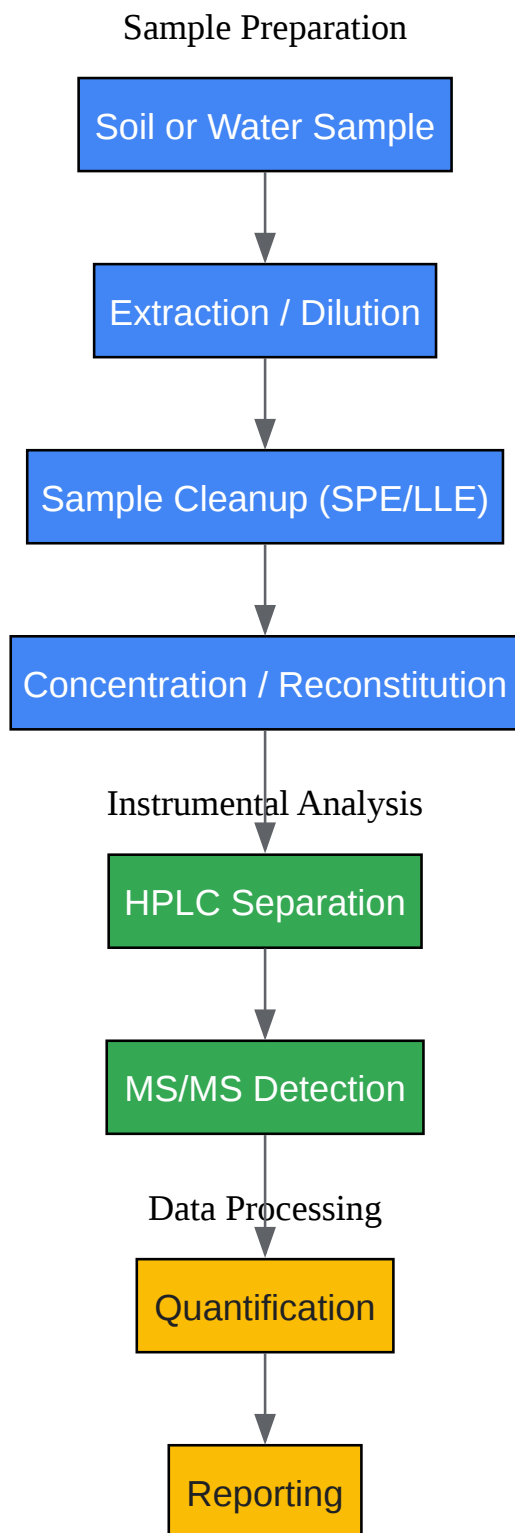 Sample Preparation
Soil or Water Sample
Extraction / Dilution
Sample Cleanup (SPE/LLE)
Concentration / Reconstitution
Instrumental Analysis
HPLC Separation
MS/MS Detection
Data Processing
Quantification
Reporting